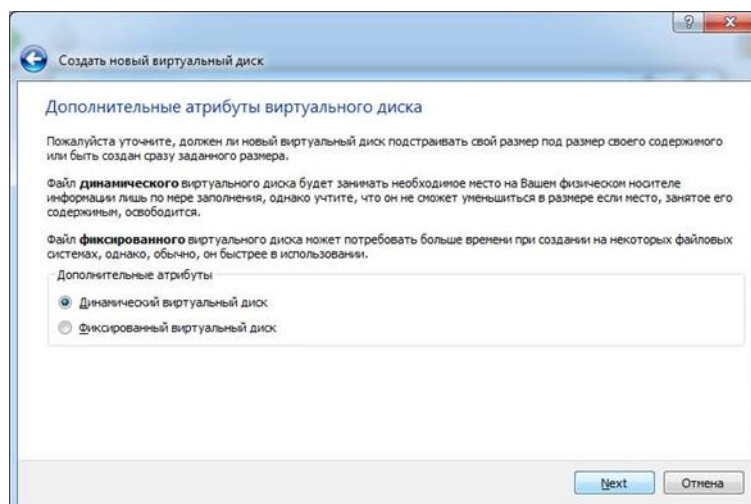 Создать новый виртуальный диск
Дополнительные атрибуты виртуального диска
Пожалуйста уточните, должен ли новый виртуальный диск подстраивать свой размер под размер своего содержимого
или быть создан сразу заданного размера.
Файл динамического виртуального диска будет занимать необходимое место на Вашем физическом носителе
информации лишь по мере заполнения, однако учтите, что он не сможет уменьшиться в размере если место, занятое его
содержимым, освободится.
Файл фиксированного виртуального диска может потребовать больше времени при создании на некоторых файловых
системах, однако, обычно, он быстрее в использовании.
Дополнительные атрибуты
Динамический виртуальный диск
Фиксированный виртуальный диск
Next
Отмена